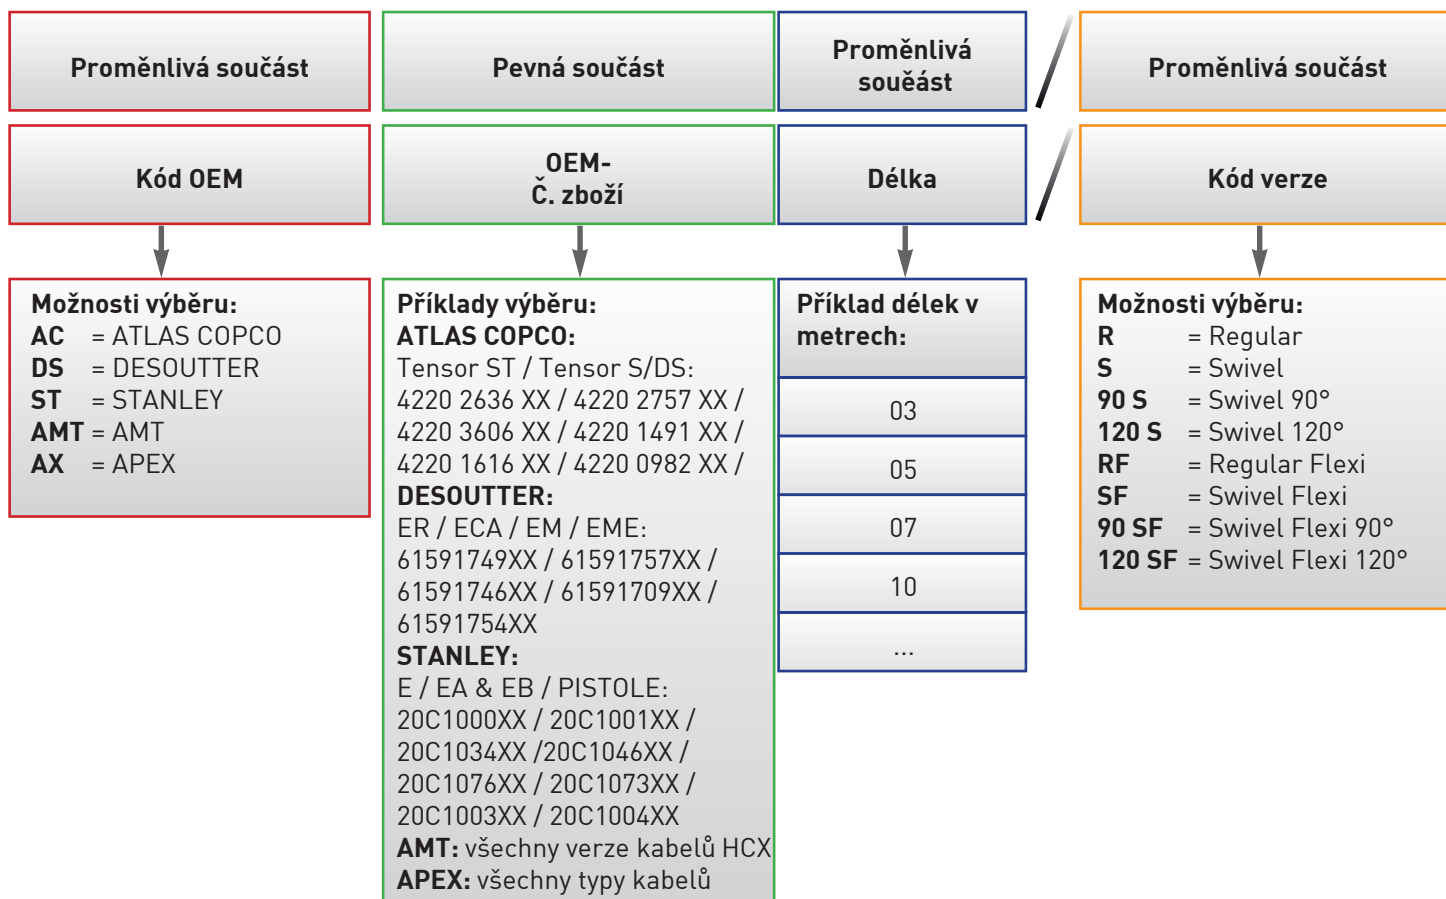 Proměnlivá součást
Pevná součást
Proměnlivá
souěást
/
Proměnlivá součást
Kód OEM
OEM-
Č. zboží
Délka
/
Kód verze
Možnosti výběru:
AC = ATLAS COPCO
DS = DESOUTTER
ST = STANLEY
AMT = AMT
AX = APEX
Příklady výběru:
ATLAS COPCO:
Tensor ST / Tensor S/DS:
4220 2636 XX / 4220 2757 XX /
4220 3606 XX / 4220 1491 XX /
4220 1616 XX / 4220 0982 XX /
DESOUTTER:
ER / ECA / EM / EME:
61591749XX / 61591757XX /
61591746XX / 61591709XX /
61591754XX
STANLEY:
E / EA & EB / PISTOLE:
20C1000XX / 20C1001XX /
20C1034XX /20C1046XX /
20C1076XX / 20C1073XX /
20C1003XX / 20C1004XX
AMT: všechny verze kabelů HCX
APEX: všechny typy kabelů
Příklad délek v
metrech:
03
05
07
10
...
Možnosti výběru:
R = Regular
S = Swivel
90 S = Swivel 90°
120 S = Swivel 120°
RF = Regular Flexi
SF = Swivel Flexi
90 SF = Swivel Flexi 90°
120 SF = Swivel Flexi 120°